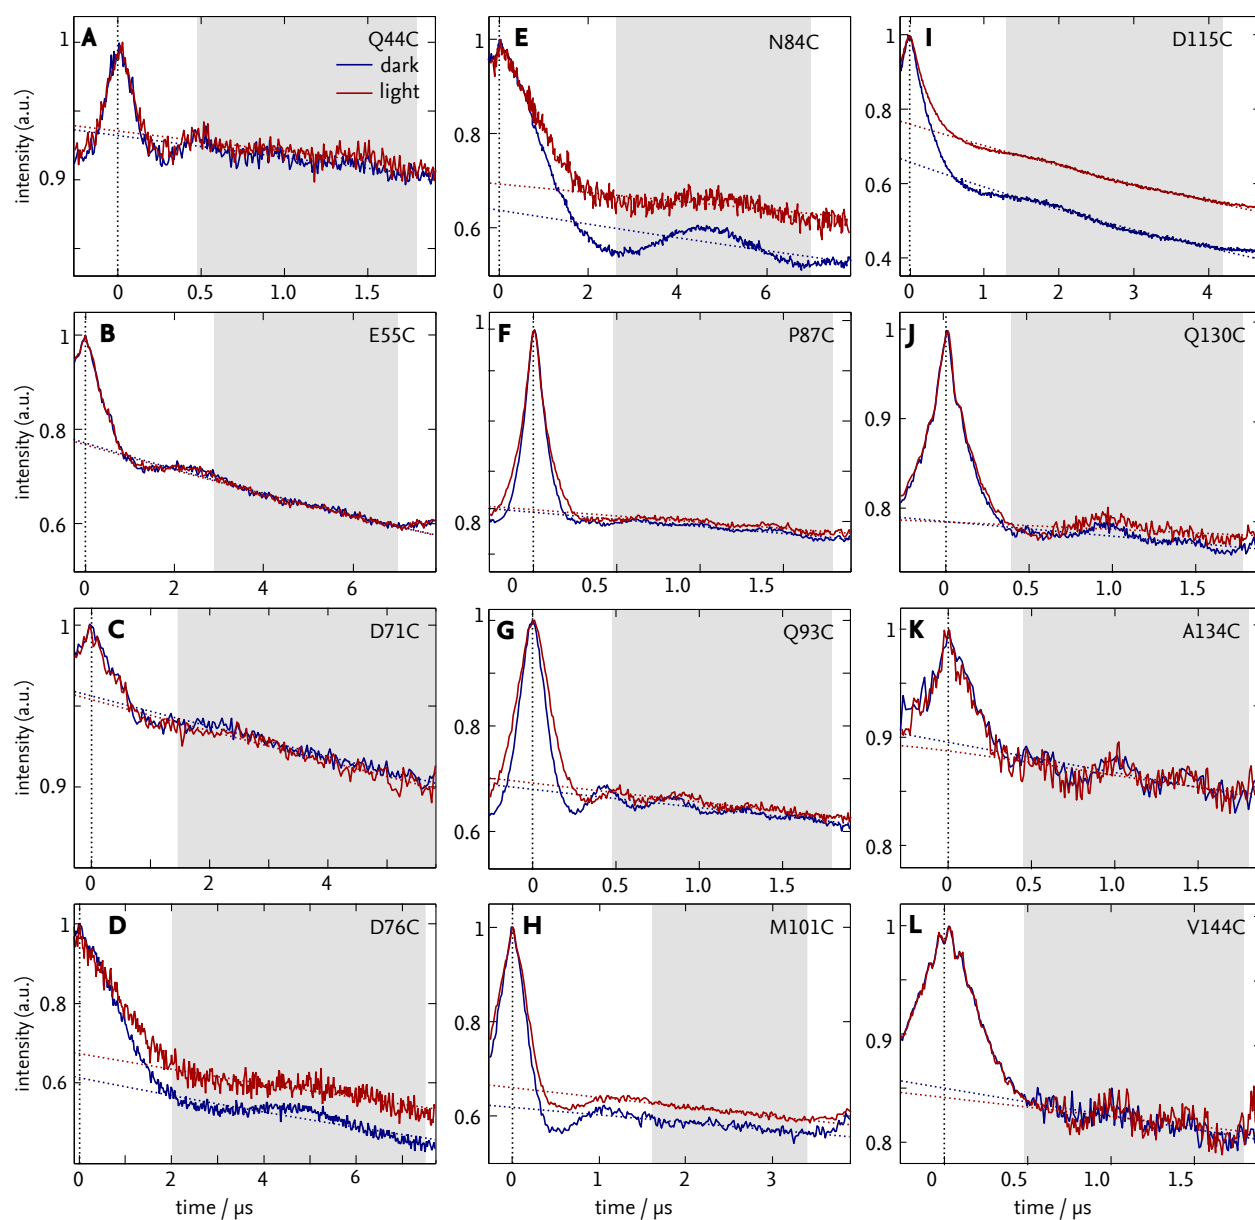 A Q44C
dark
light
1
0.9
intensity (a.u.)
0 0.5 1 1.5
E N84C
1
0.8
0.6
0 2 4 6
I D115C
1
0.8
0.6
0.4
0 1 2 3 4
B E55C
1
0.8
0.6
intensity (a.u.)
0 2 4 6
F P87C
1
0.8
0 0.5 1.0 1.5
J Q130C
1
0.9
0.8
0 0.5 1.0 1.5
C D71C
1
0.9
intensity (a.u.)
0 2 4
G Q93C
1
0.8
0.6
0 0.5 1.0 1.5
K A134C
1
0.9
0.8
0 0.5 1.0 1.5
D D76C
1
0.8
0.6
intensity (a.u.)
0 2 4 6
time / µs
H M101C
1
0.8
0.6
0 1 2 3
time / µs
L V144C
1
0.9
0.8
0 0.5 1.0 1.5
time / µs